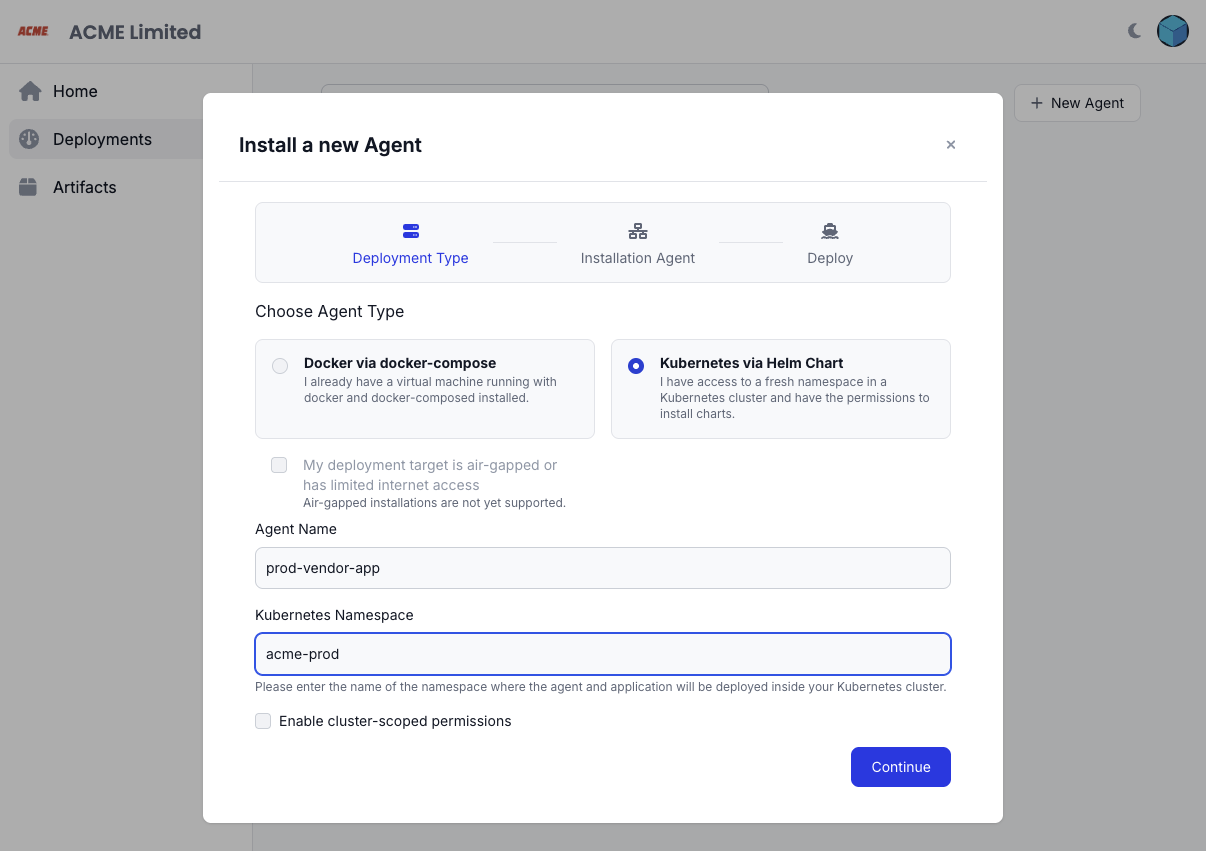 ACME
ACME Limited
Home
Deployments
Artifacts
+ New Agent
Install a new Agent
×
Deployment Type
Installation Agent
Deploy
Choose Agent Type
Docker via docker-compose
I already have a virtual machine running with
docker and docker-composed installed.
Kubernetes via Helm Chart
I have access to a fresh namespace in a
Kubernetes cluster and have the permissions to
install charts.
My deployment target is air-gapped or
has limited internet access
Air-gapped installations are not yet supported.
Agent Name
prod-vendor-app
Kubernetes Namespace
acme-prod
Please enter the name of the namespace where the agent and application will be deployed inside your Kubernetes cluster.
Enable cluster-scoped permissions
Continue